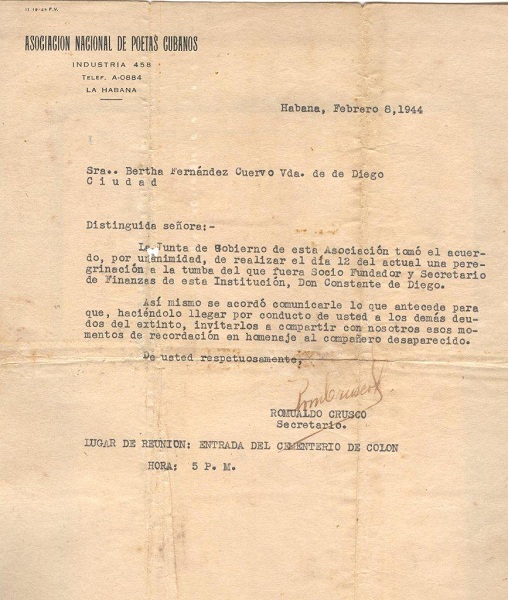 ASOCIACION NACIONAL DE POETAS CUBANOS
INDUSTRIA 458
TELEF. A-0884
LA HABANA
Habana, Febrero 8,1944
Sra.. Bertha Fernández Cuervo Vda. de de Diego
Ciudad
Distinguida señora:-
La Junta de Gobierno de esta Asociación tomó el acuer-
do, por unanimidad, de realizar el día 12 del actual una pere-
grinación a la tumba del que fuera Socio Fundador y Secretario
de Finanzas de este Institución, Don Constante de Diego.
Así mismo se acordó comunicarle lo que antecede para
que, haciéndolo llegar por conducto de usted a los demás deu-
dos del extinto, invitarlos a compartir con nosotros esos mo-
mentos de recordación en homenaje al compañero desaparecido.
De usted respctuosamente,
ROMUALDO CRUSCO
Secretario.
LUGAR DE REUNION: ENTRADA DEL CEMENTERIO DE COLON
HORA; 5 P. M.